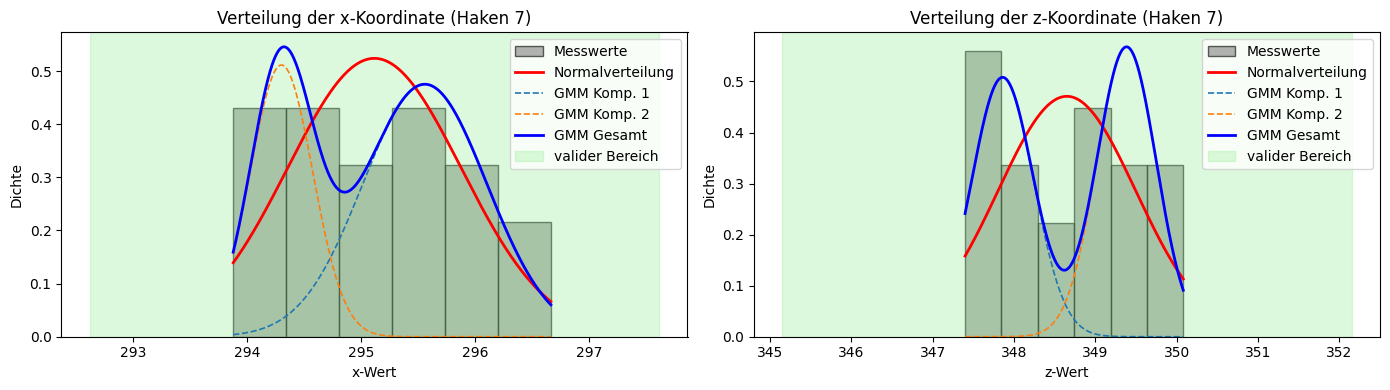 Verteilung der x-Koordinate (Haken 7)
Dichte
0.5
0.4
0.3
0.2
0.1
0.0
293
294
295
296
297
x-Wert
Messwerte
Normalverteilung
GMM Komp. 1
GMM Komp. 2
GMM Gesamt
valider Bereich
Verteilung der z-Koordinate (Haken 7)
Dichte
0.5
0.4
0.3
0.2
0.1
0.0
345
346
347
348
349
350
351
352
z-Wert
Messwerte
Normalverteilung
GMM Komp. 1
GMM Komp. 2
GMM Gesamt
valider Bereich